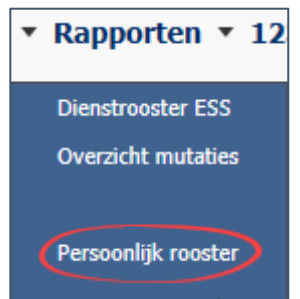 Rapporten 12
Dienstrooster ESS
Overzicht mutaties
Persoonlijk rooster